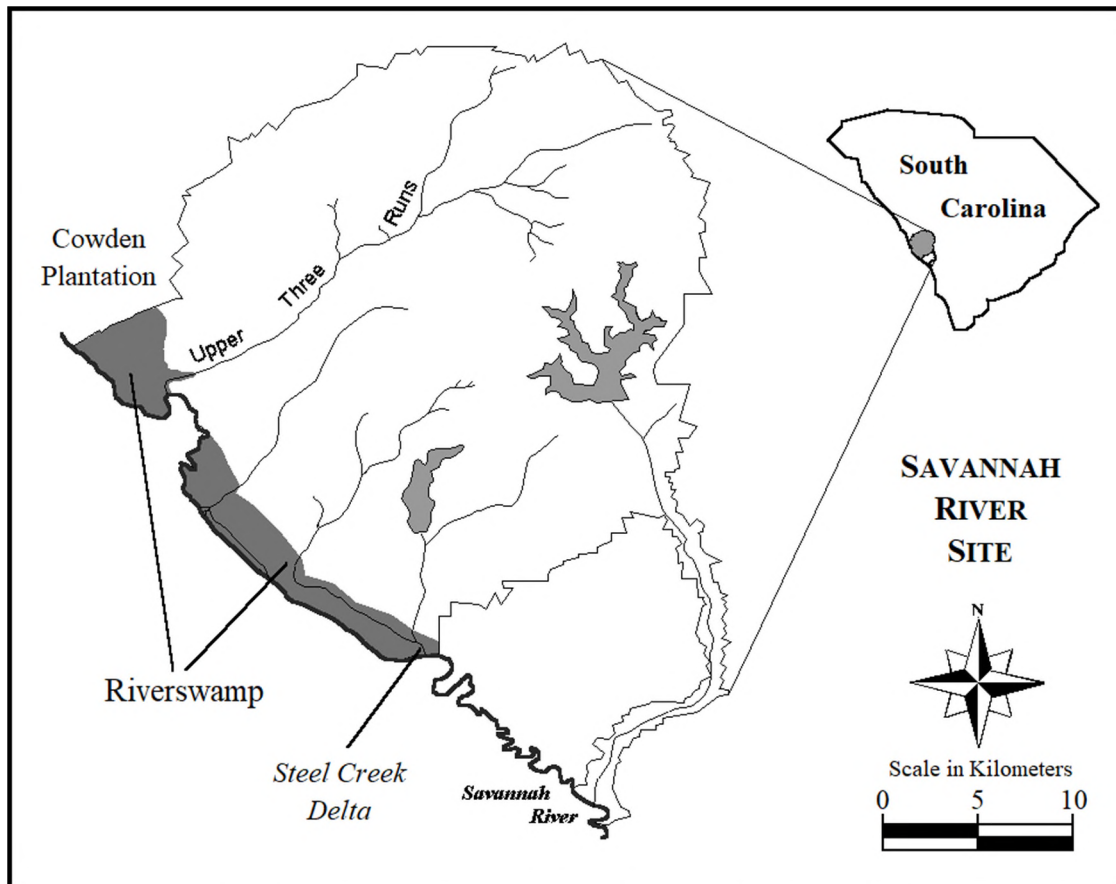 South
Carolina
Cowden
Plantation
Upper Three Runs
SAVANNAH
RIVER
SITE
N
Riverswamp
Steel Creek
Delta
Savannah
River
Scale in Kilometers
0 5 10